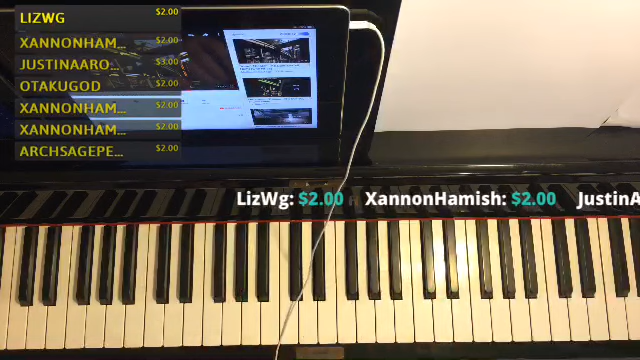 LIZWG $2.00
XANNONHAM... $2.00
JUSTINAARO... $3.00
OTAKUGOD $2.00
XANNONHAM... $2.00
XANNONHAM... $2.00
ARCHSAGEPE... $2.00
LizWg: $2.00 XannonHamish: $2.00 JustinA